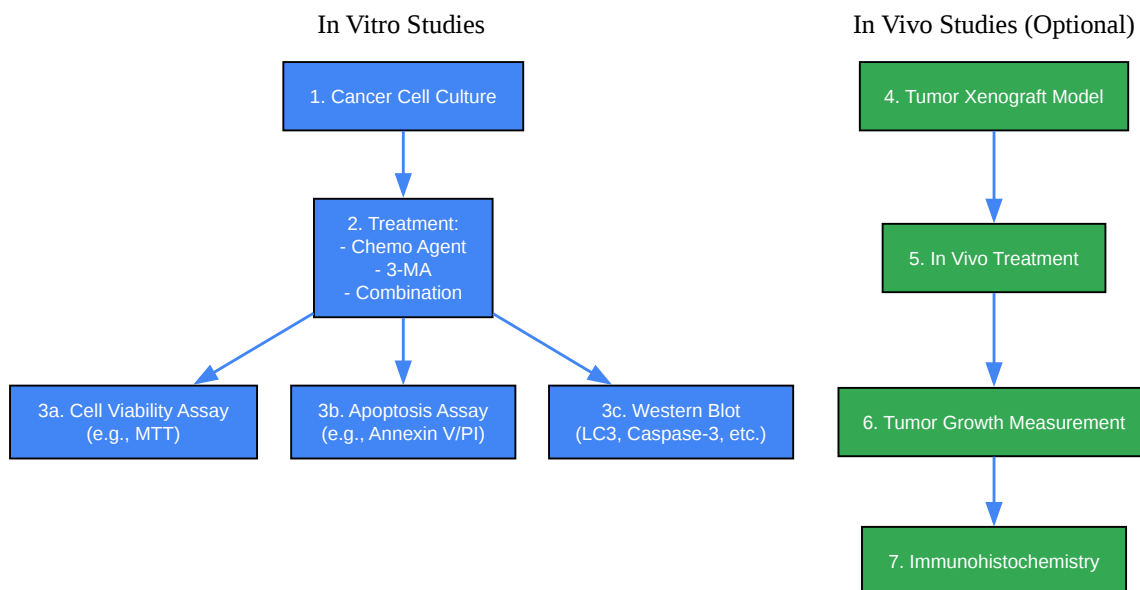 In Vitro Studies
1. Cancer Cell Culture
2. Treatment:
- Chemo Agent
- 3-MA
- Combination
3a. Cell Viability Assay
(e.g., MTT)
3b. Apoptosis Assay
(e.g., Annexin V/PI)
3c. Western Blot
(LC3, Caspase-3, etc.)
In Vivo Studies (Optional)
4. Tumor Xenograft Model
5. In Vivo Treatment
6. Tumor Growth Measurement
7. Immunohistochemistry